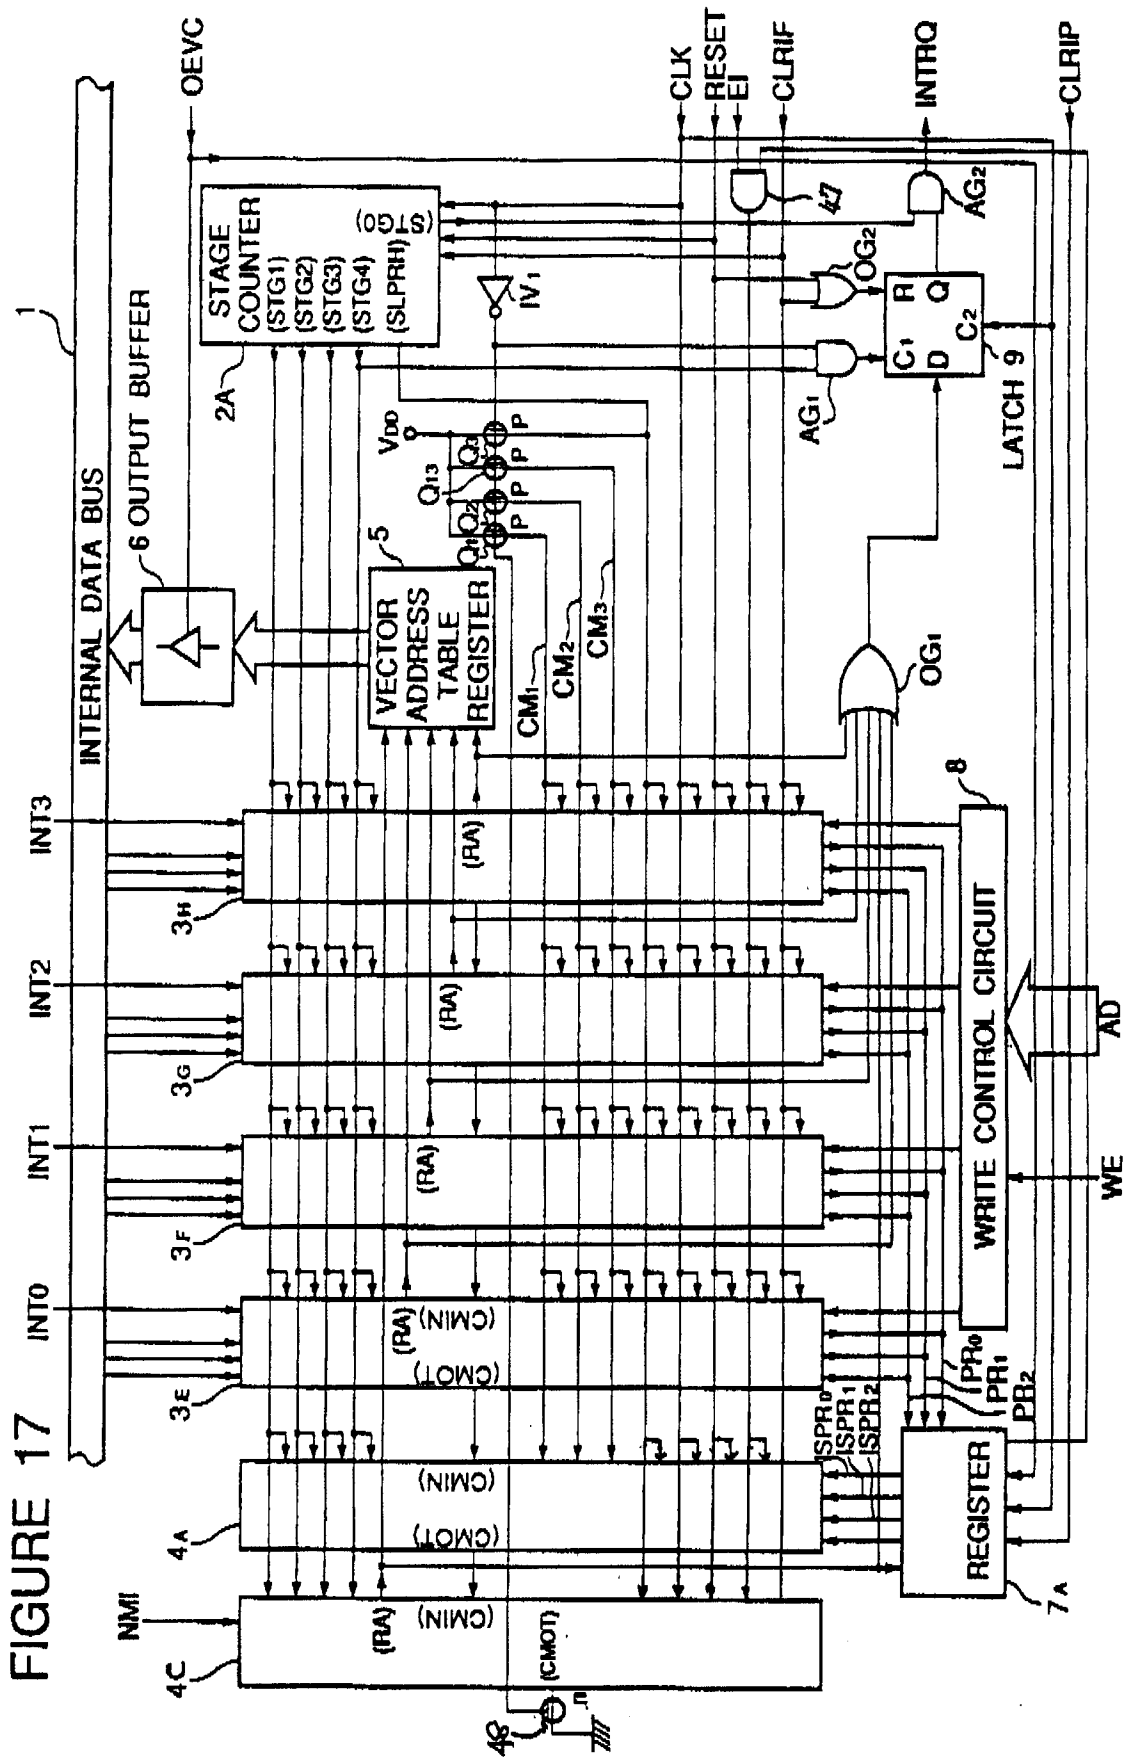 FIGURE 17
1
INTERNAL DATA BUS
6 OUTPUT BUFFER
OEVC
NMI
INT0
INT1
INT2
INT3
4C
4A
3E
3F
3G
3H
2A
STAGE
COUNTER
(STG1)
(STG2)
(STG3)
(STG4)
(STG0)
(SLPRH)
5
VECTOR
ADDRESS
TABLE
REGISTER
VDD
Q1
Q2
Q13
Q3
P
P
P
P
IV1
(RA)
(RA)
(RA)
(RA)
(RA)
(CMIN)
(CMOT)
(CMIN)
(CMOT)
(CMIN)
(CMOT)
48
n
CM1
CM2
CM3
CLK
RESET
EI
CLRIF
INTRQ
CLRIP
47
OG2
AG1
AG2
C1
R
D
Q
C2
LATCH 9
OG1
ISPR0
ISPR1
ISPR2
PR0
PR1
PR2
REGISTER
7A
WRITE CONTROL CIRCUIT
8
WE
AD